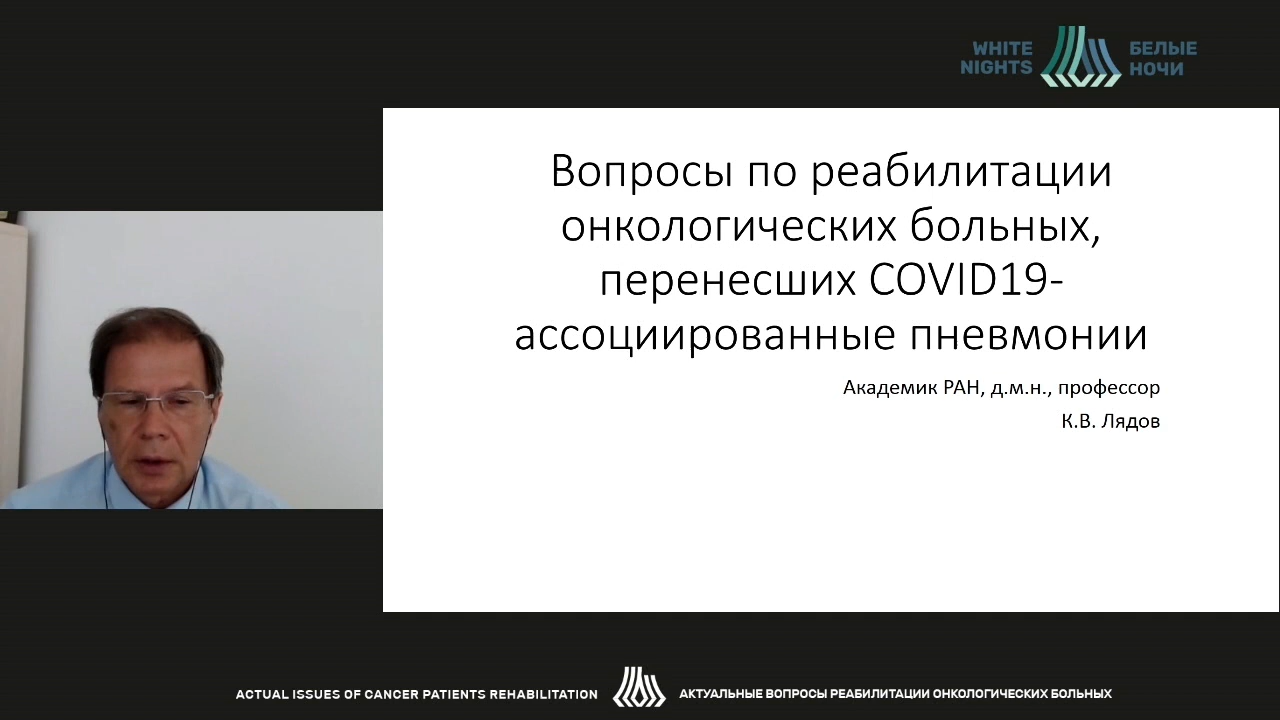 WHITE
NIGHTS
БЕЛЫЕ
НОЧИ
Вопросы по реабилитации
онкологических больных,
перенесших COVID19-
ассоциированные пневмонии
Академик РАН, д.м.н., профессор
К.В. Лядов
ACTUAL ISSUES OF CANCER PATIENTS REHABILITATION
АКТУАЛЬНЫЕ ВОПРОСЫ РЕАБИЛИТАЦИИ ОНКОЛОГИЧЕСКИХ БОЛЬНЫХ